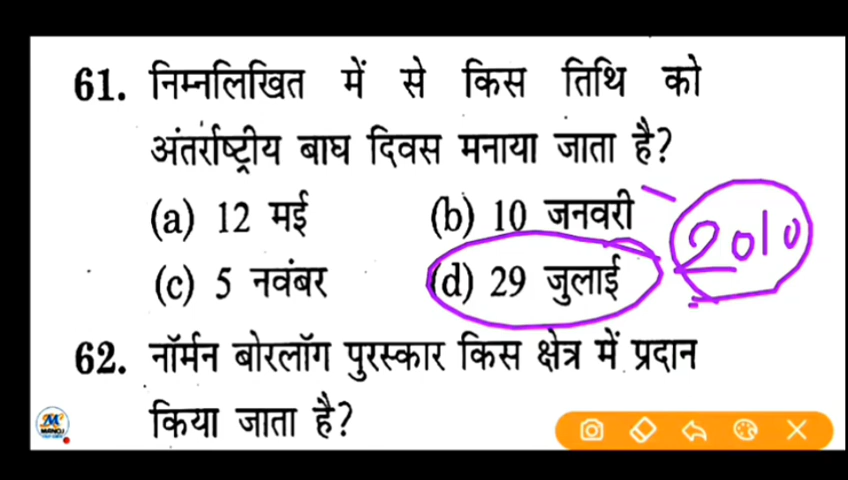 61. निम्नलिखित में से किस तिथि को
अंतर्राष्ट्रीय बाघ दिवस मनाया जाता है?
(a) 12 मई (b) 10 जनवरी
2010
(c) 5 नवंबर (d) 29 जुलाई
62. नॉर्मन बोरलॉग पुरस्कार किस क्षेत्र में प्रदान
किया जाता है?
MANOJ